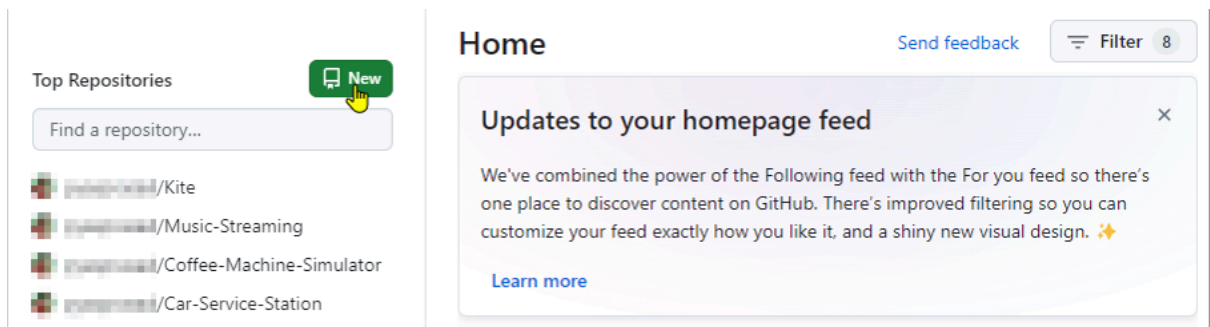 Top Repositories
New
Find a repository...
/Kite
/Music-Streaming
/Coffee-Machine-Simulator
/Car-Service-Station
Home
Send feedback
Filter 8
Updates to your homepage feed
We've combined the power of the Following feed with the For you feed so there's
one place to discover content on GitHub. There's improved filtering so you can
customize your feed exactly how you like it, and a shiny new visual design. ✨
Learn more